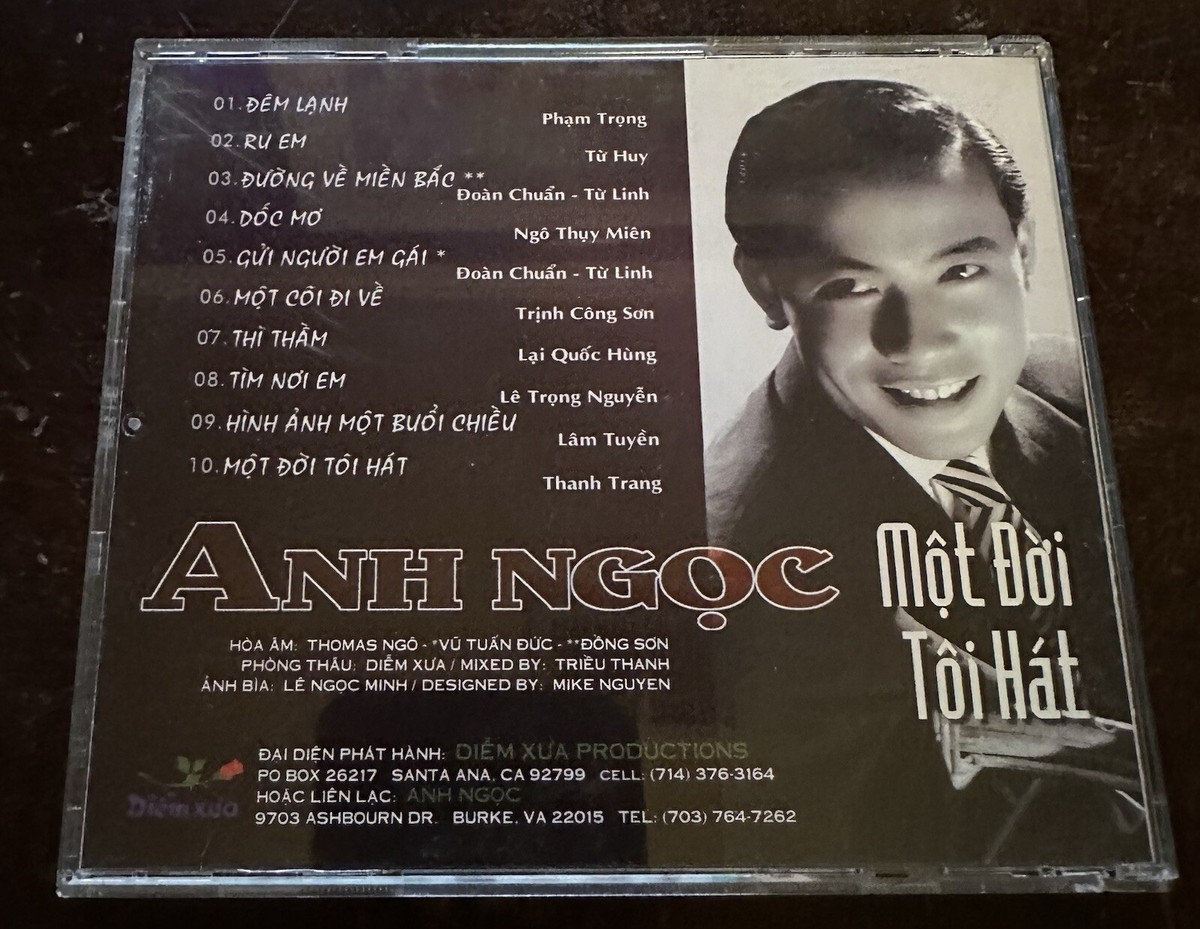 01. ĐÊM LẠNH
Phạm Trọng
02. RU EM
Từ Huy
03. ĐƯỜNG VỀ MIỀN BẮC **
Đoàn Chuẩn - Từ Linh
04. DỐC MƠ
Ngô Thụy Miên
05. GỬI NGƯỜI EM GÁI *
Đoàn Chuẩn - Từ Linh
06. MỘT CÕI ĐI VỀ
Trịnh Công Sơn
07. THÌ THẦM
Lại Quốc Hùng
08. TÌM NƠI EM
Lê Trọng Nguyễn
09. HÌNH ẢNH MỘT BUỔI CHIỀU
Lâm Tuyền
10. MỘT ĐỜI TÔI HÁT
Thanh Trang
ANH NGỌC
Một Đời
Tôi Hát
HÒA ÂM: THOMAS NGÔ - *VŨ TUẤN ĐỨC - **ĐỒNG SƠN
PHÒNG THÂU: DIỄM XƯA / MIXED BY: TRIỀU THANH
ẢNH BÌA: LÊ NGỌC MINH / DESIGNED BY: MIKE NGUYEN
ĐẠI DIỆN PHÁT HÀNH: DIỄM XƯA PRODUCTIONS
PO BOX 26217 SANTA ANA, CA 92799 CELL: (714) 376-3164
HOẶC LIÊN LẠC: ANH NGỌC
9703 ASHBOURN DR. BURKE, VA 22015 TEL: (703) 764-7262
Diễm xưa